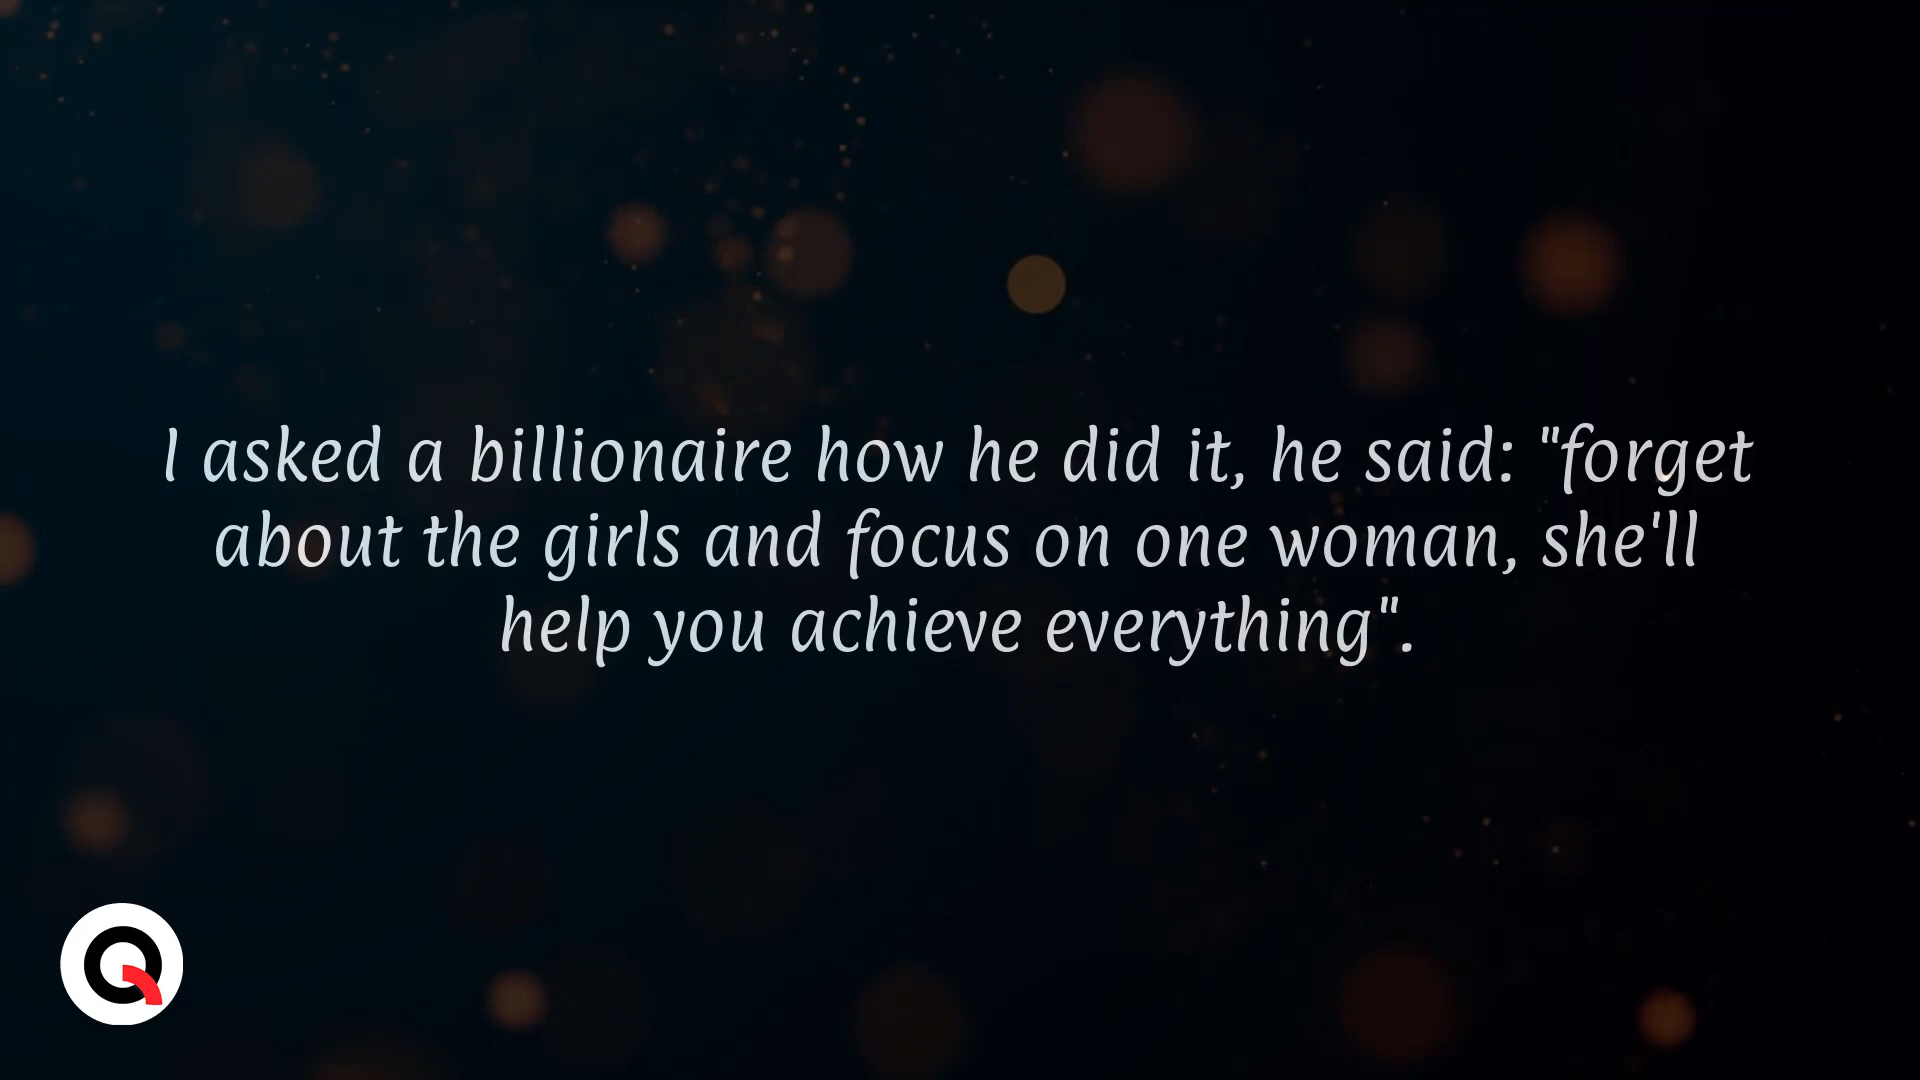 I asked a billionaire how he did it, he said: "forget
about the girls and focus on one woman, she'll
help you achieve everything".
Q